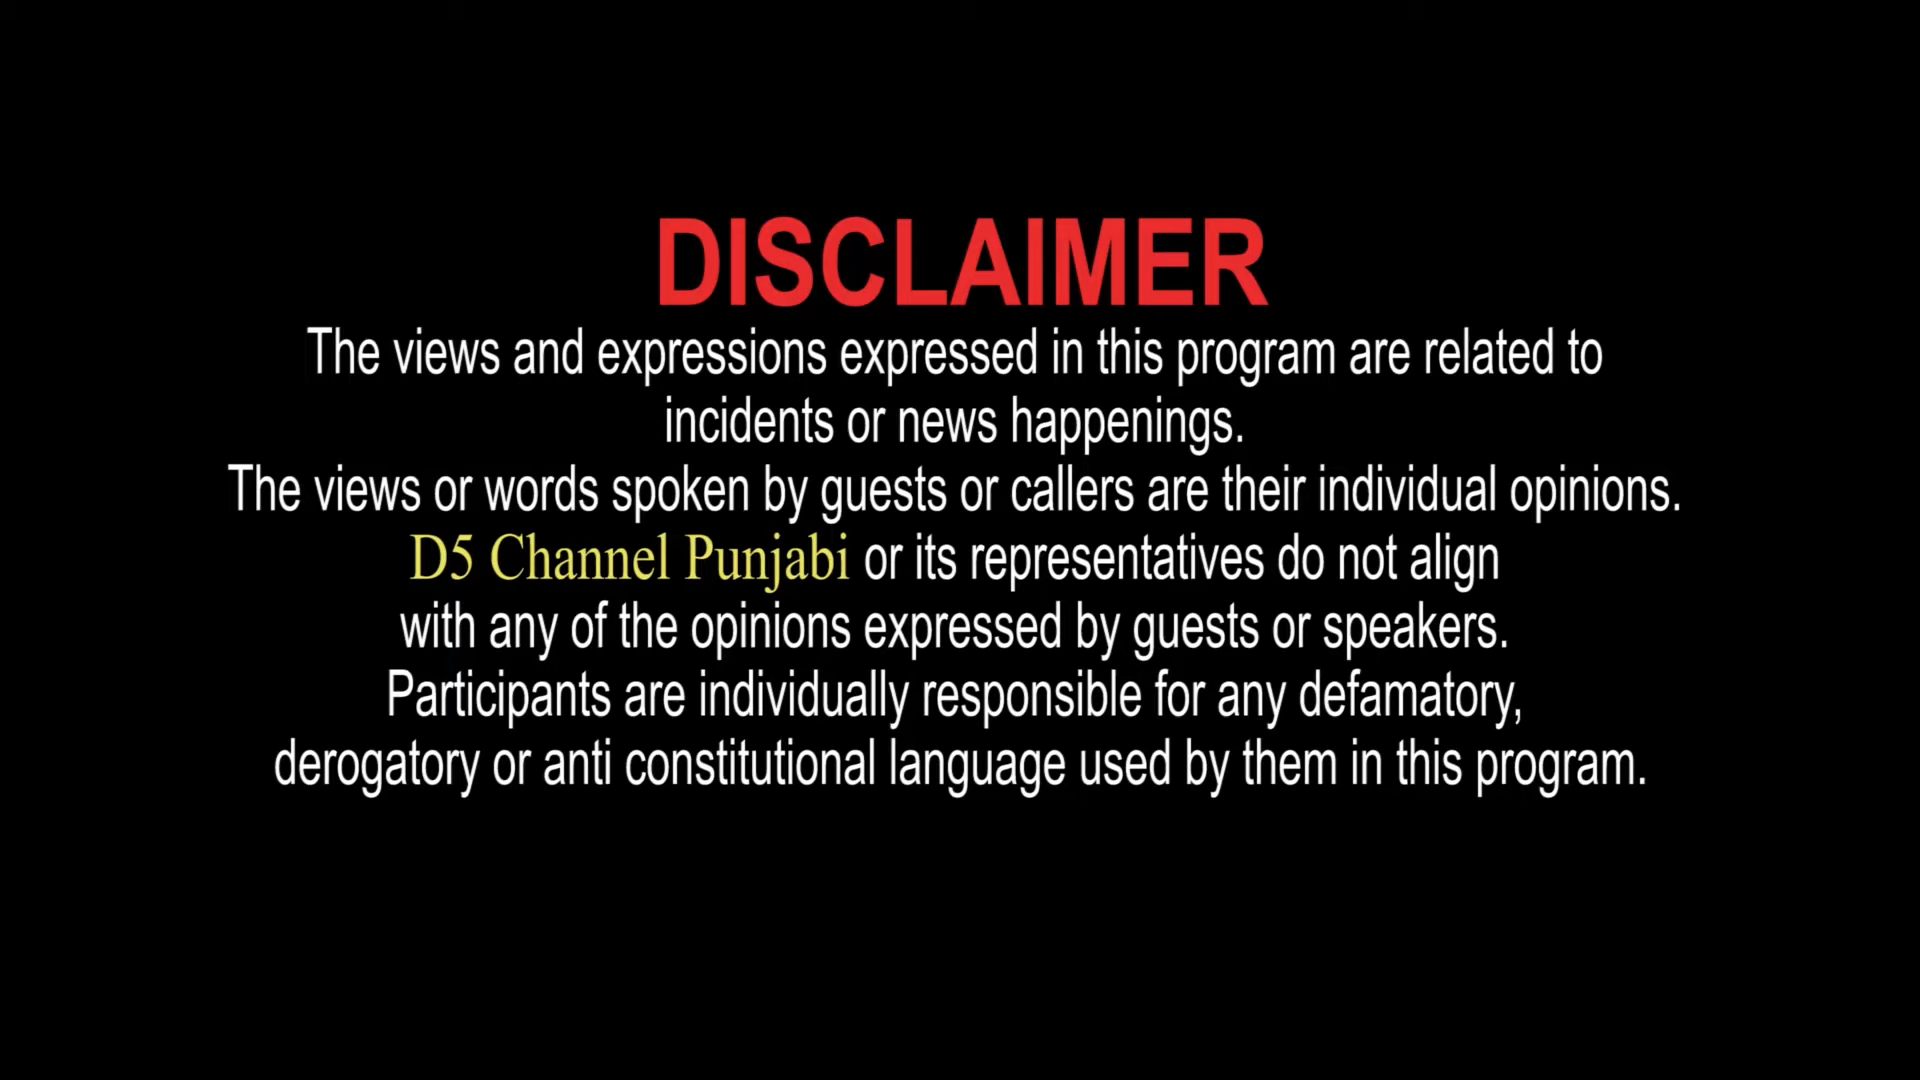 DISCLAIMER
The views and expressions expressed in this program are related to
incidents or news happenings.
The views or words spoken by guests or callers are their individual opinions.
D5 Channel Punjabi or its representatives do not align
with any of the opinions expressed by guests or speakers.
Participants are individually responsible for any defamatory,
derogatory or anti constitutional language used by them in this program.